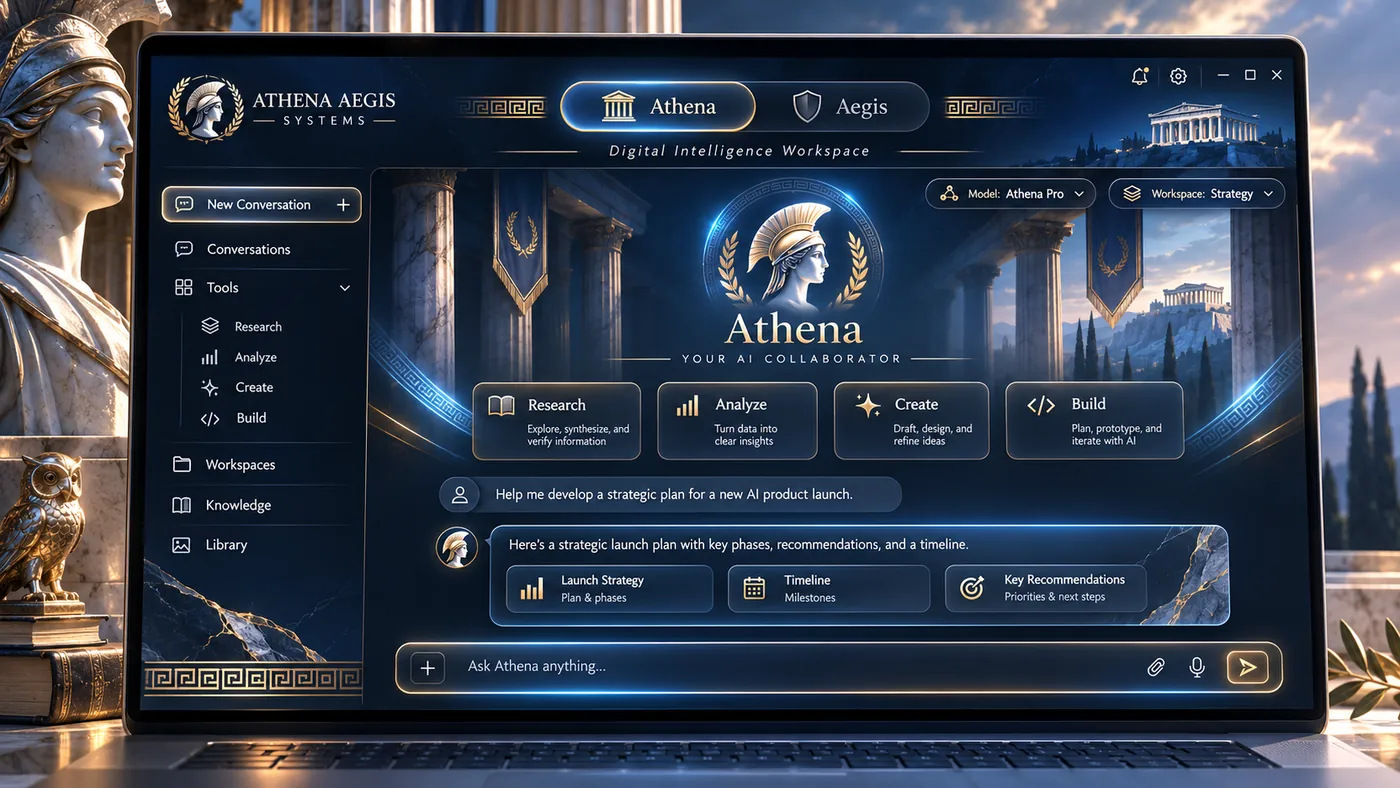 ATHENA AEGIS
SYSTEMS
Athena
Aegis
Digital Intelligence Workspace
New Conversation
Conversations
Tools
Research
Analyze
Create
Build
Workspaces
Knowledge
Library
Model: Athena Pro
Workspace: Strategy
Athena
YOUR AI COLLABORATOR
Research
Explore, synthesize, and
verify information
Analyze
Turn data into
clear insights
Create
Draft, design, and
refine ideas
Build
Plan, prototype, and
iterate with AI
Help me develop a strategic plan for a new AI product launch.
Here's a strategic launch plan with key phases, recommendations, and a timeline.
Launch Strategy
Plan & phases
Timeline
Milestones
Key Recommendations
Priorities & next steps
Ask Athena anything...